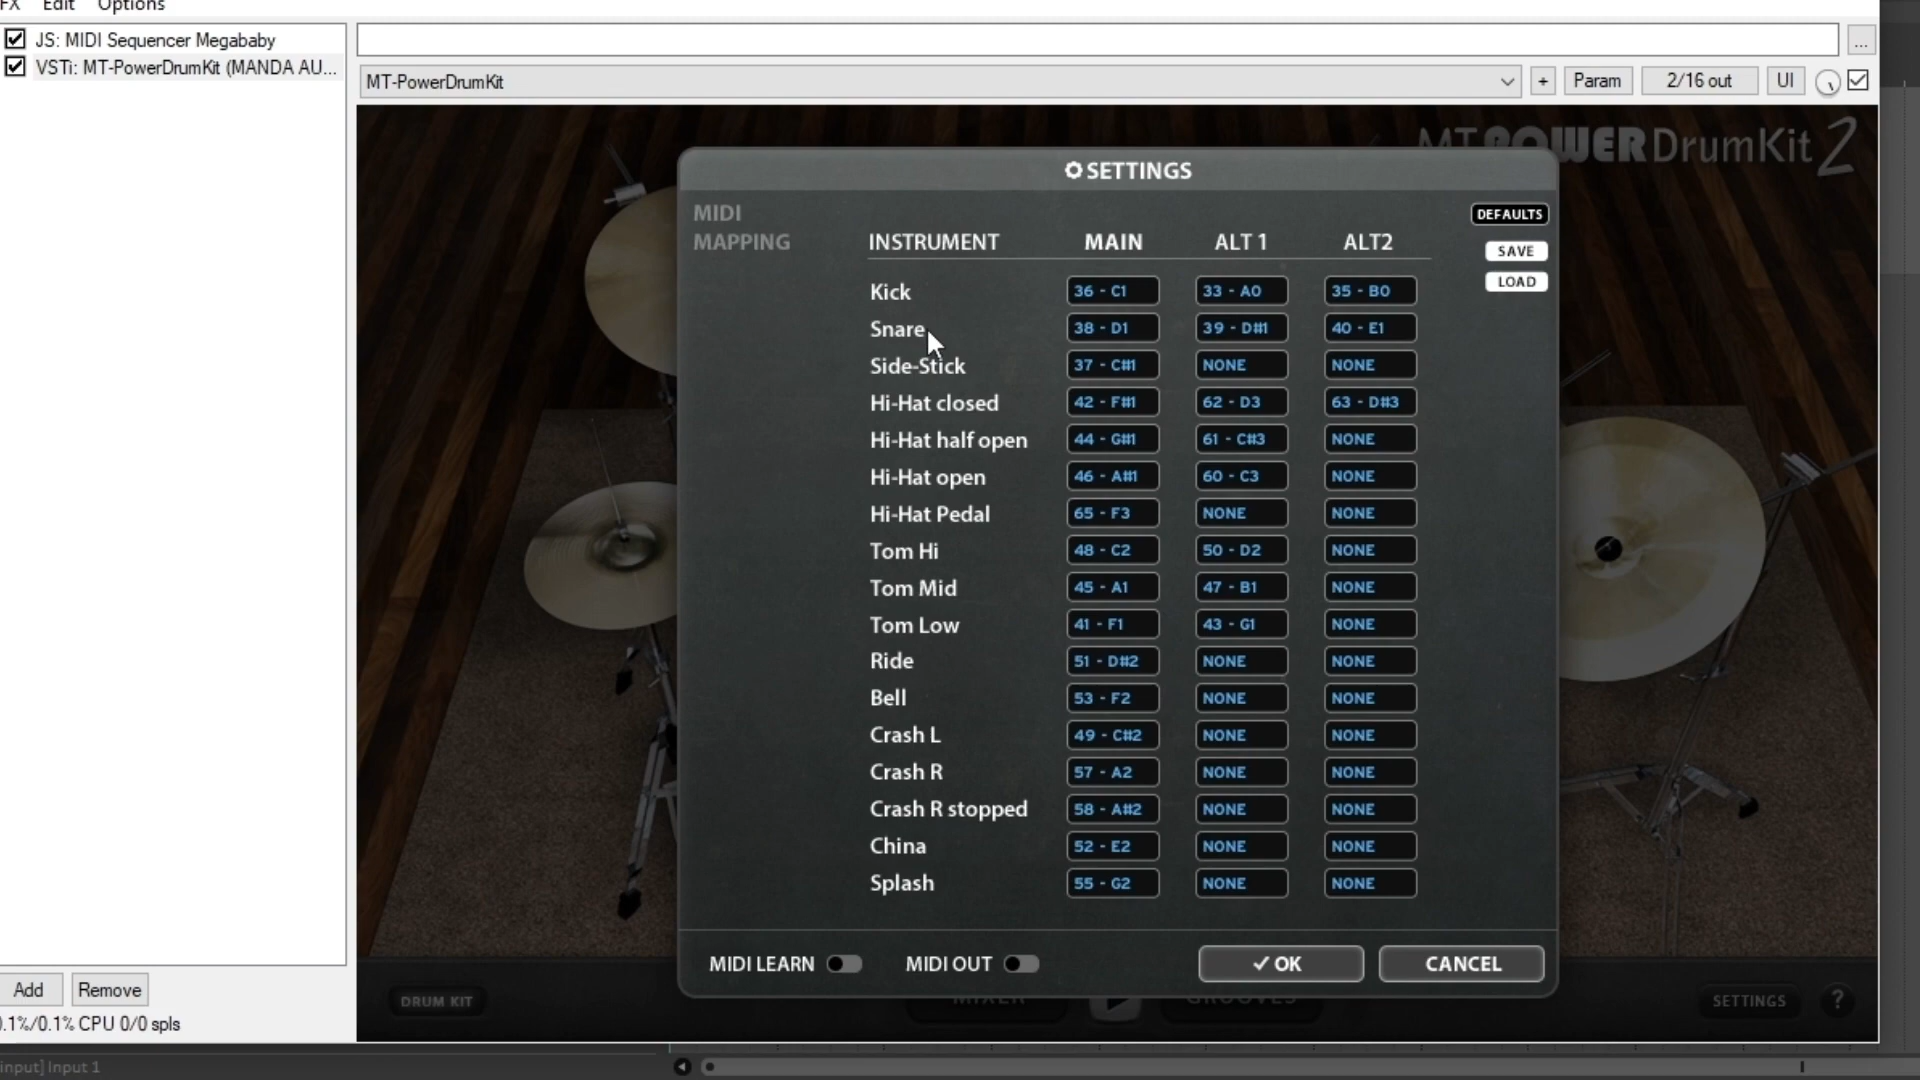 FX Edit Options
JS: MIDI Sequencer Megababy
VSTi: MT-PowerDrumKit (MANDA AU...
...
MT-PowerDrumKit + Param 2/16 out UI
MT POWER DrumKit 2
SETTINGS
MIDI
MAPPING
DEFAULTS
SAVE
LOAD
INSTRUMENT MAIN ALT 1 ALT2
Kick 36 - C1 33 - A0 35 - B0
Snare 38 - D1 39 - D#1 40 - E1
Side-Stick 37 - C#1 NONE NONE
Hi-Hat closed 42 - F#1 62 - D3 63 - D#3
Hi-Hat half open 44 - G#1 61 - C#3 NONE
Hi-Hat open 46 - A#1 60 - C3 NONE
Hi-Hat Pedal 65 - F3 NONE NONE
Tom Hi 48 - C2 50 - D2 NONE
Tom Mid 45 - A1 47 - B1 NONE
Tom Low 41 - F1 43 - G1 NONE
Ride 51 - D#2 NONE NONE
Bell 53 - F2 NONE NONE
Crash L 49 - C#2 NONE NONE
Crash R 57 - A2 NONE NONE
Crash R stopped 58 - A#2 NONE NONE
China 52 - E2 NONE NONE
Splash 55 - G2 NONE NONE
MIDI LEARN MIDI OUT ✓ OK CANCEL
DRUM KIT MIXER GROOVES SETTINGS ?
Add Remove
0.1%/0.1% CPU 0/0 spls
input] Input 1